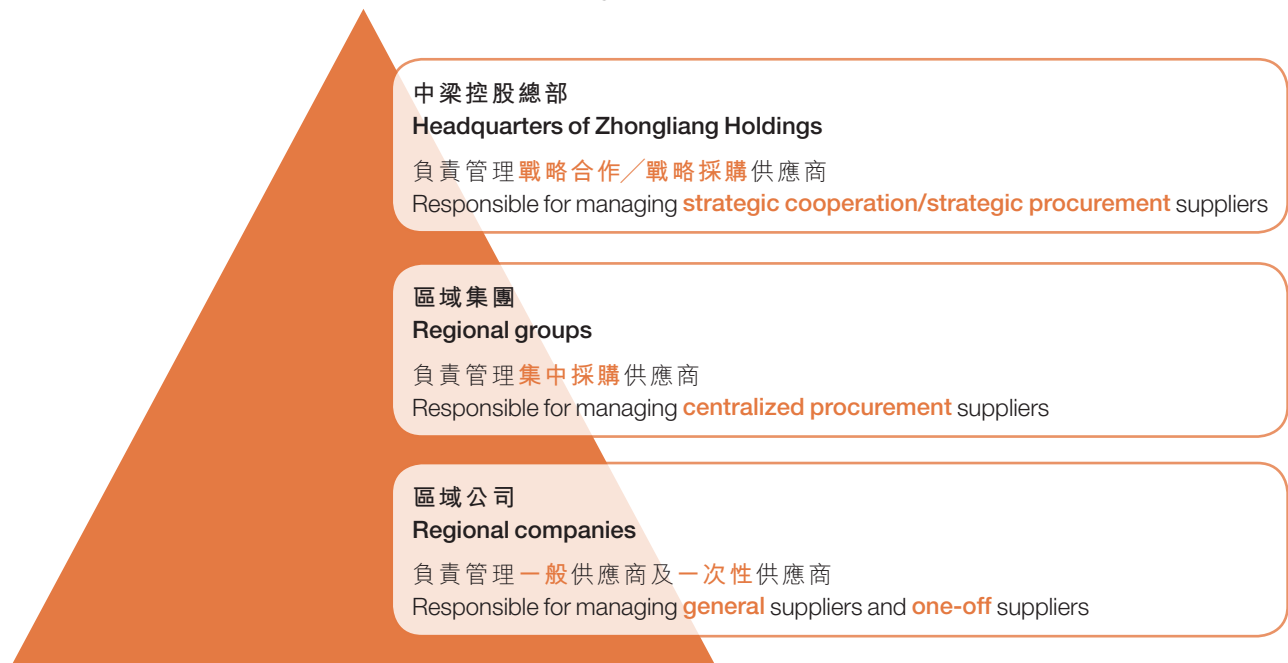 中梁控股總部
Headquarters of Zhongliang Holdings
負責管理戰略合作／戰略採購供應商
Responsible for managing strategic cooperation/strategic procurement suppliers
區域集團
Regional groups
負責管理集中採購供應商
Responsible for managing centralized procurement suppliers
區域公司
Regional companies
負責管理一般供應商及一次性供應商
Responsible for managing general suppliers and one-off suppliers